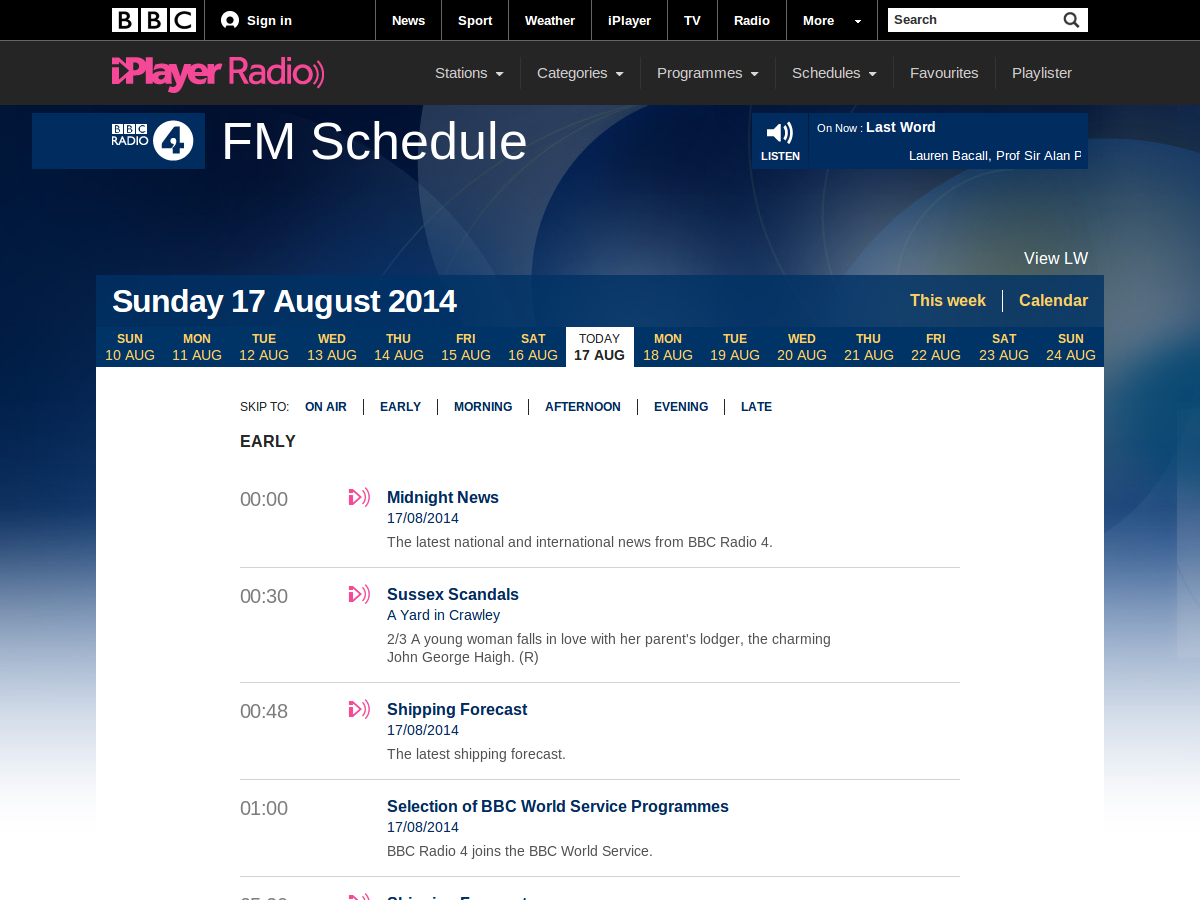 BBC Sign in News Sport Weather iPlayer TV Radio More Search
iPlayer Radio Stations Categories Programmes Schedules Favourites Playlister
BBC RADIO 4 FM Schedule
LISTEN
On Now : Last Word
Lauren Bacall, Prof Sir Alan P
View LW
Sunday 17 August 2014 This week Calendar
SUN MON TUE WED THU FRI SAT TODAY MON TUE WED THU FRI SAT SUN
10 AUG 11 AUG 12 AUG 13 AUG 14 AUG 15 AUG 16 AUG 17 AUG 18 AUG 19 AUG 20 AUG 21 AUG 22 AUG 23 AUG 24 AUG
SKIP TO: ON AIR EARLY MORNING AFTERNOON EVENING LATE
EARLY
00:00 Midnight News
17/08/2014
The latest national and international news from BBC Radio 4.
00:30 Sussex Scandals
A Yard in Crawley
2/3 A young woman falls in love with her parent's lodger, the charming
John George Haigh. (R)
00:48 Shipping Forecast
17/08/2014
The latest shipping forecast.
01:00 Selection of BBC World Service Programmes
17/08/2014
BBC Radio 4 joins the BBC World Service.